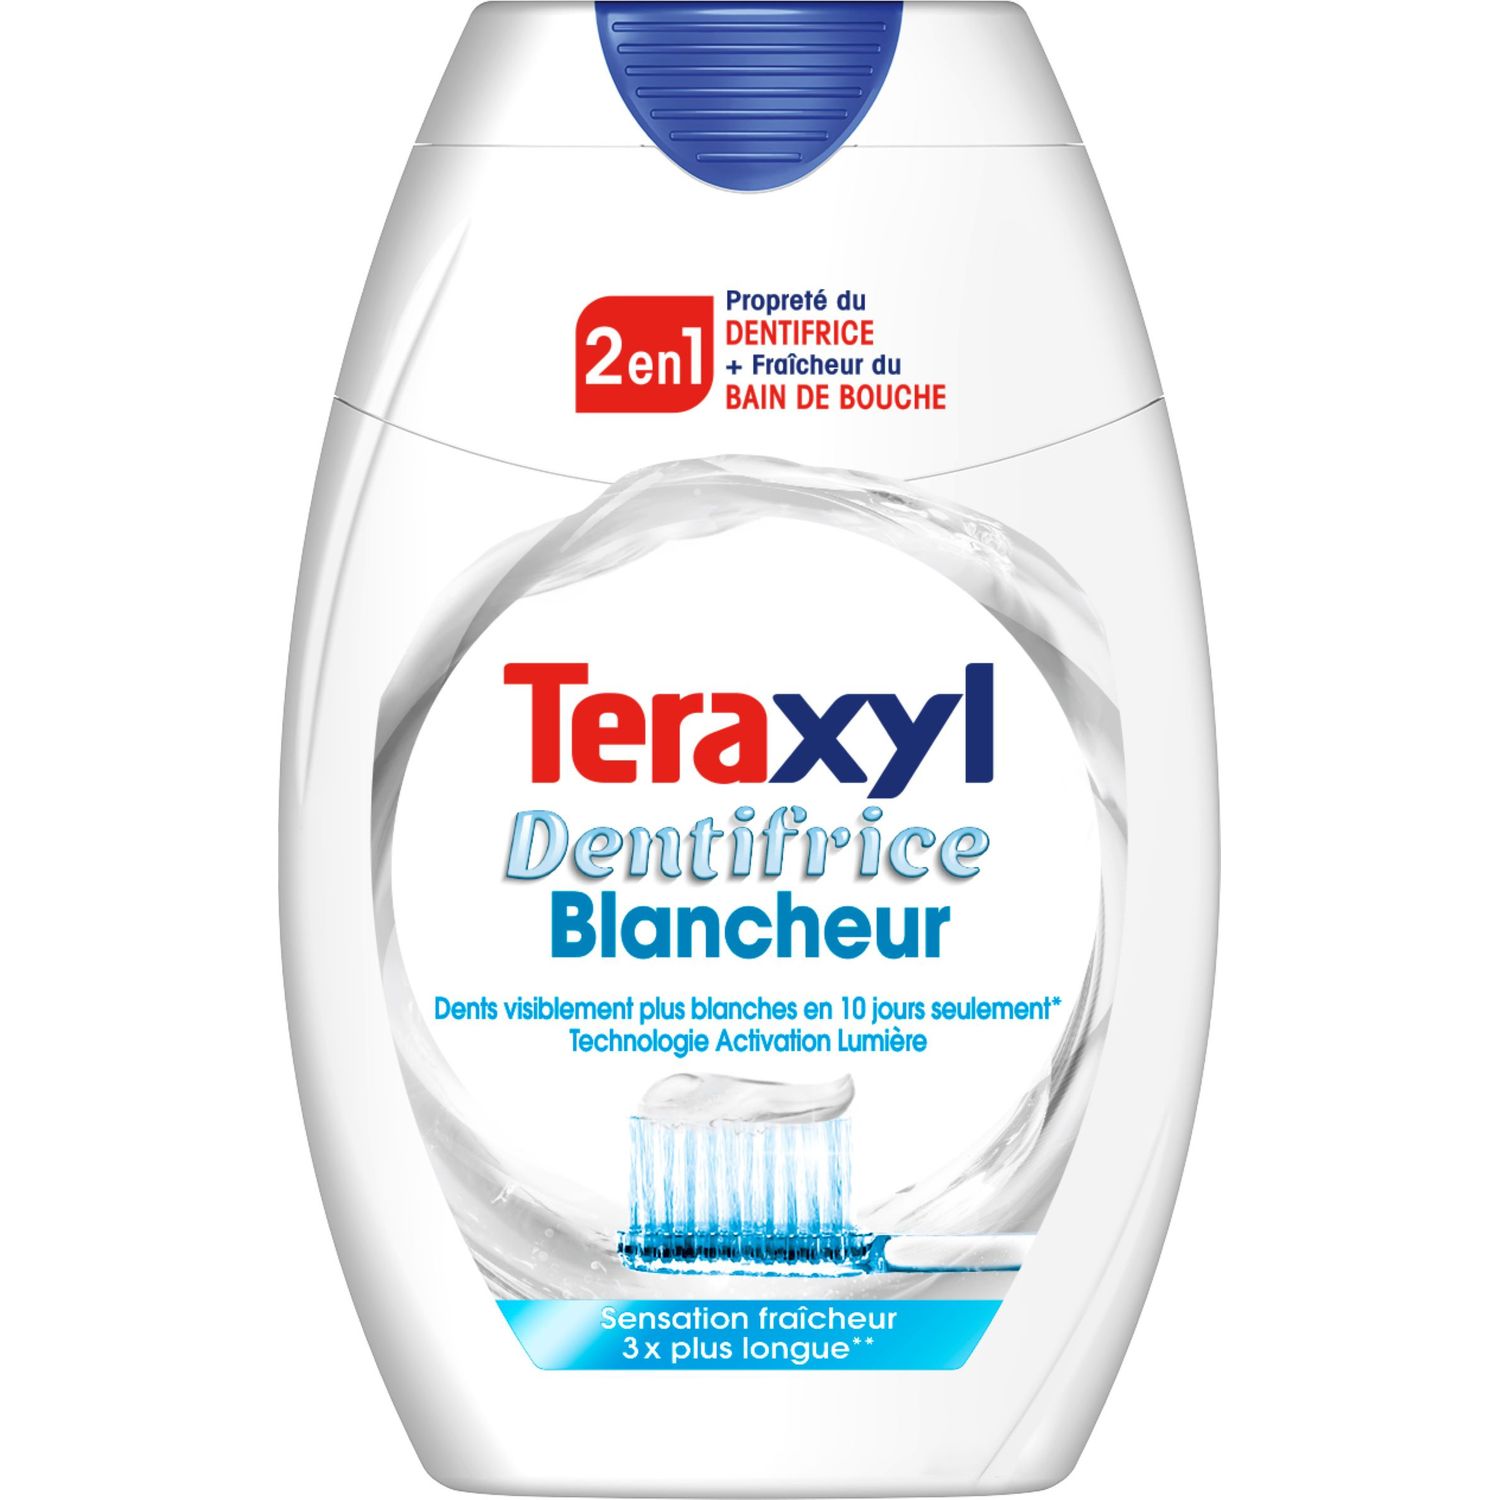 2en1
Propreté du
DENTIFRICE
+ Fraîcheur du
BAIN DE BOUCHE
Teraxyl
Dentifrice
Blancheur
Dents visiblement plus blanches en 10 jours seulement*
Technologie Activation Lumière
Sensation fraîcheur
3x plus longue**